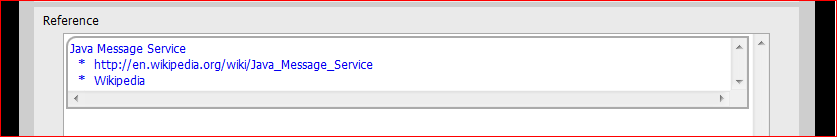 Reference
Java Message Service
* http://en.wikipedia.org/wiki/Java_Message_Service
* Wikipedia